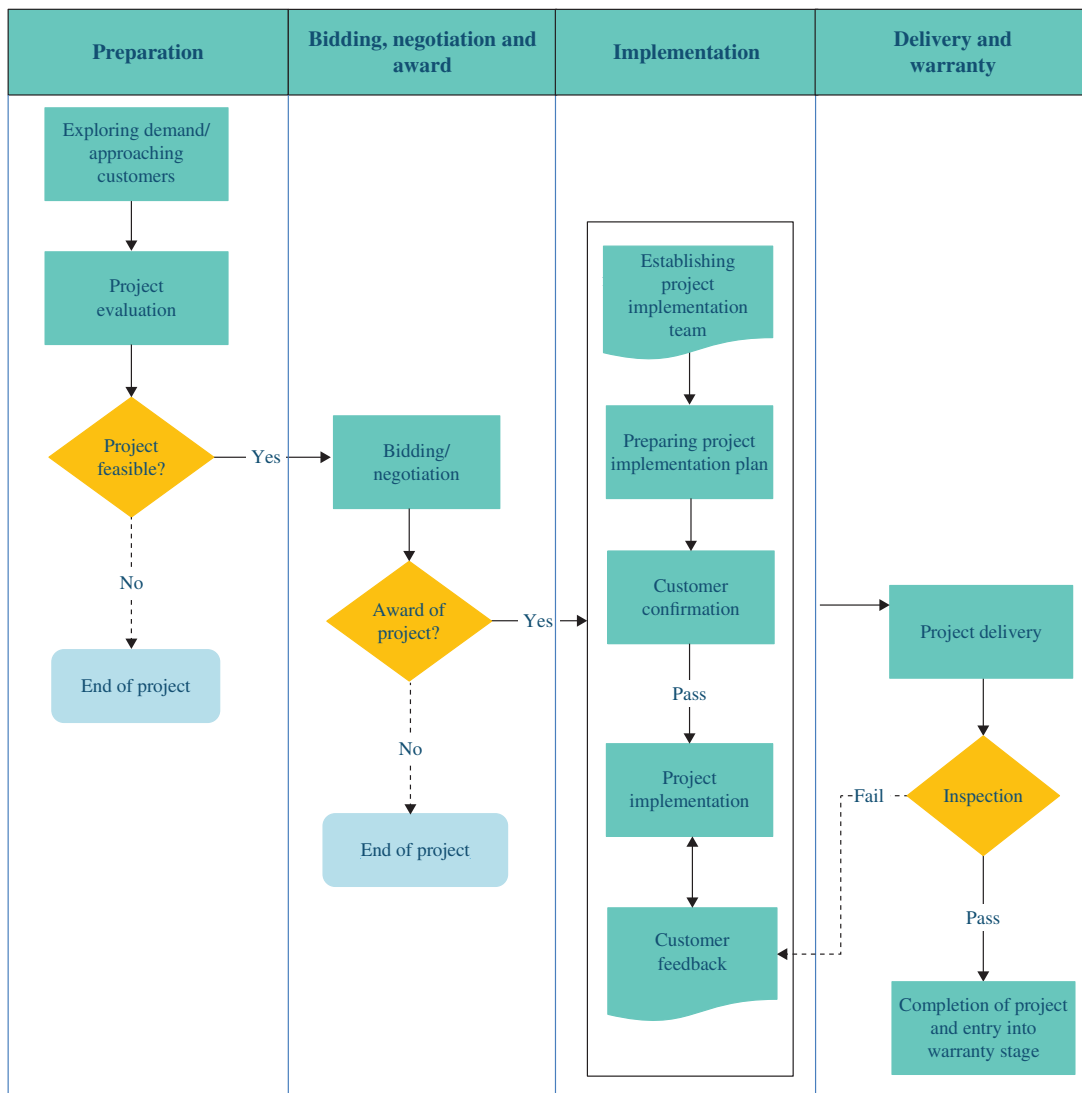 Preparation
Bidding, negotiation and
award
Implementation
Delivery and
warranty
Exploring demand/
approaching
customers
Project
evaluation
Project
feasible?
Yes
No
End of project
Bidding/
negotiation
Award of
project?
Yes
No
End of project
Establishing
project
implementation
team
Preparing project
implementation plan
Customer
confirmation
Pass
Project
implementation
Customer
feedback
Project delivery
Inspection
Fail
Pass
Completion of project
and entry into
warranty stage